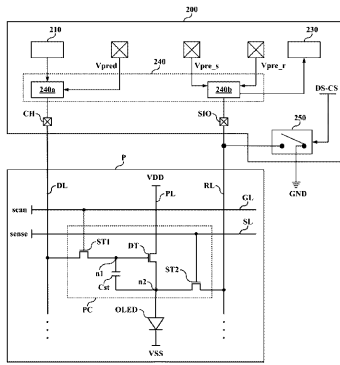 200
210
230
Vpred
Vpre_s
Vpre_r
240
240a
240b
DS-CS
CH
SIO
250
GND
P
DL
VDD
PL
RL
scan
GL
sense
SL
ST1
DT
n1
n2
ST2
Cst
PC
OLED
VSS